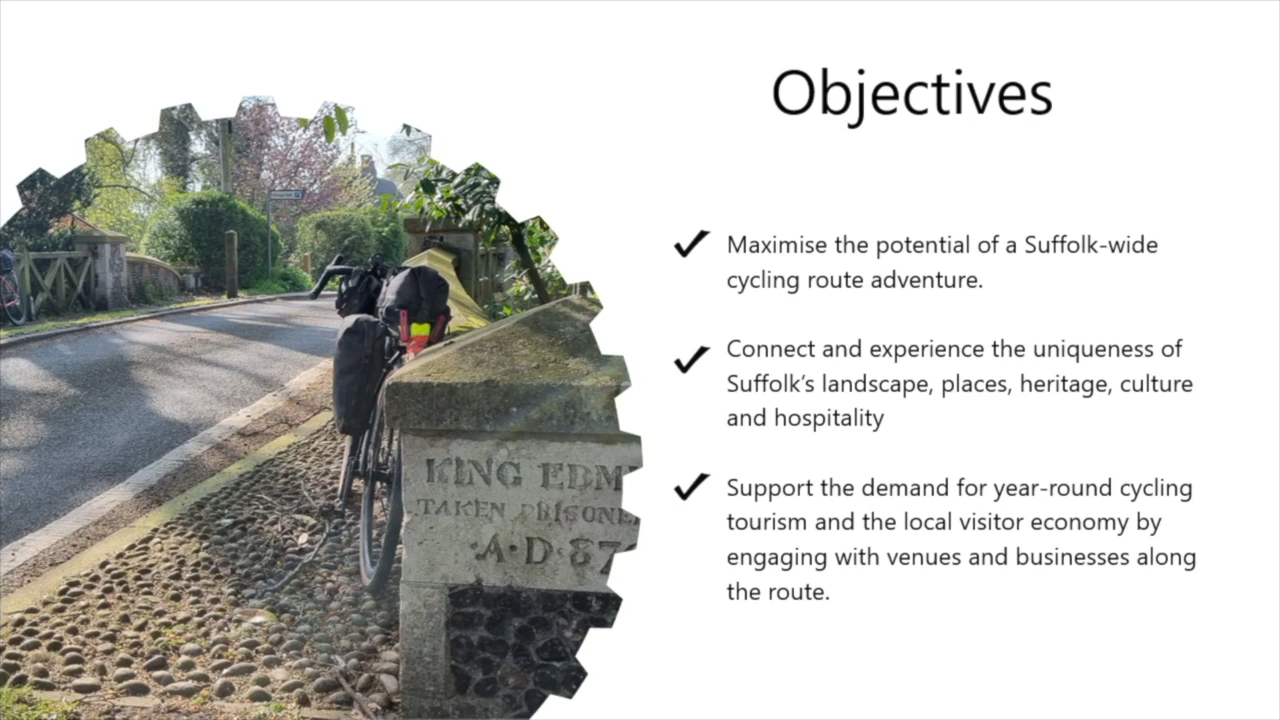 Objectives
Maximise the potential of a Suffolk-wide
cycling route adventure.
Connect and experience the uniqueness of
Suffolk’s landscape, places, heritage, culture
and hospitality
Support the demand for year-round cycling
tourism and the local visitor economy by
engaging with venues and businesses along
the route.
KING EDM
TAKEN PRISONE
A·D·87